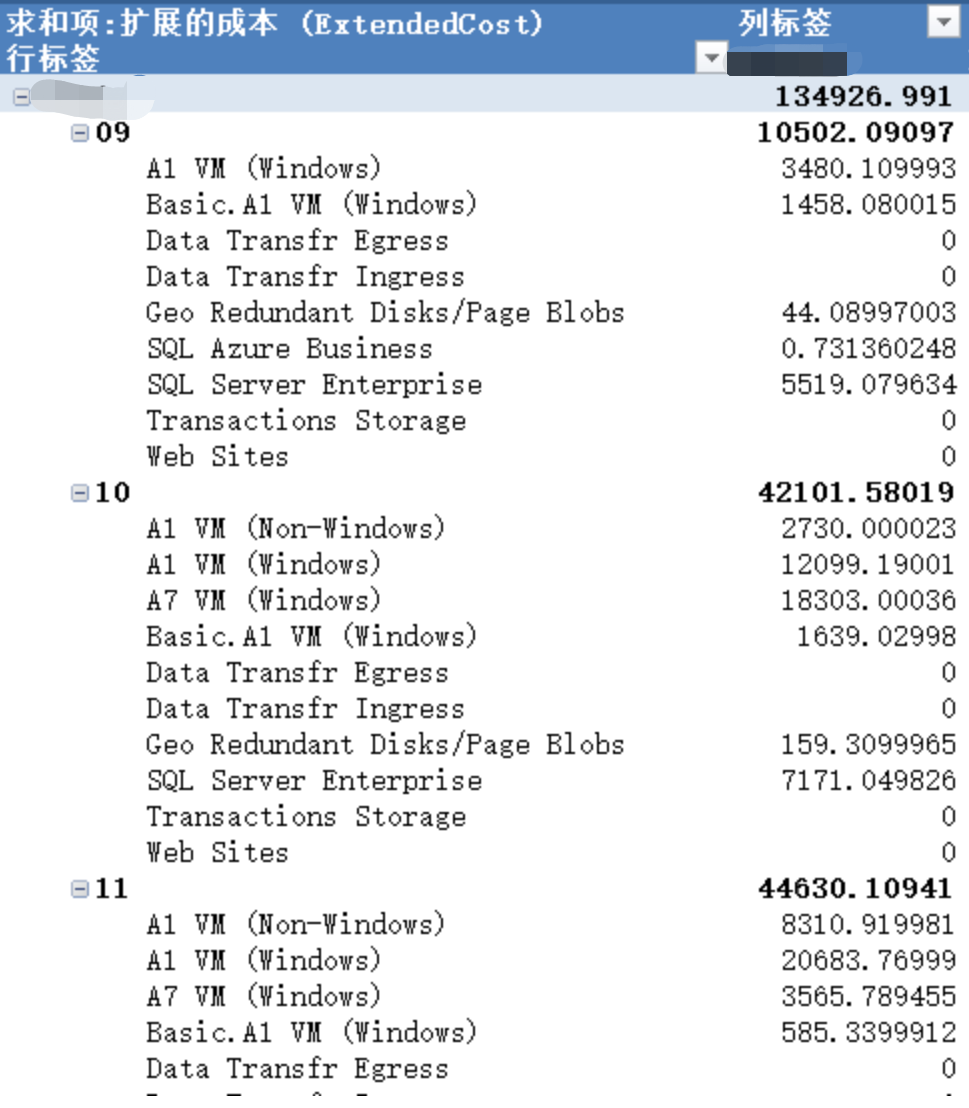 求和项:扩展的成本 (ExtendedCost) 列标签
行标签
134926.991
09 10502.09097
A1 VM (Windows) 3480.109993
Basic.A1 VM (Windows) 1458.080015
Data Transfr Egress 0
Data Transfr Ingress 0
Geo Redundant Disks/Page Blobs 44.08997003
SQL Azure Business 0.731360248
SQL Server Enterprise 5519.079634
Transactions Storage 0
Web Sites 0
10 42101.58019
A1 VM (Non-Windows) 2730.000023
A1 VM (Windows) 12099.19001
A7 VM (Windows) 18303.00036
Basic.A1 VM (Windows) 1639.02998
Data Transfr Egress 0
Data Transfr Ingress 0
Geo Redundant Disks/Page Blobs 159.3099965
SQL Server Enterprise 7171.049826
Transactions Storage 0
Web Sites 0
11 44630.10941
A1 VM (Non-Windows) 8310.919981
A1 VM (Windows) 20683.76999
A7 VM (Windows) 3565.789455
Basic.A1 VM (Windows) 585.3399912
Data Transfr Egress 0